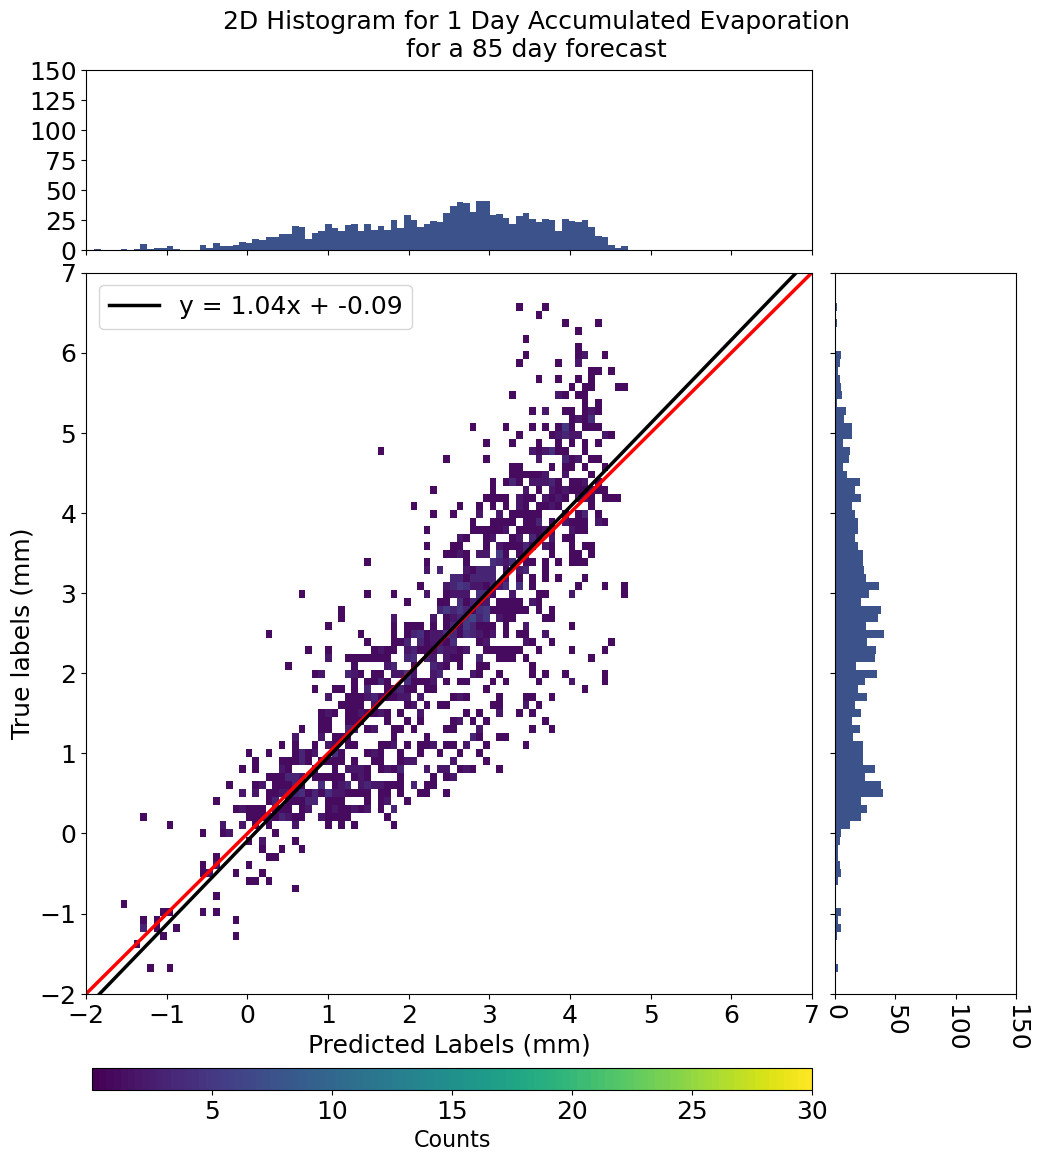 2D Histogram for 1 Day Accumulated Evaporation
for a 85 day forecast
150
125
100
75
50
25
0
7
6
5
4
3
2
1
0
−1
−2
True labels (mm)
y = 1.04x + -0.09
−2 −1 0 1 2 3 4 5 6 7
Predicted Labels (mm)
0 50 100 150
5 10 15 20 25 30
Counts